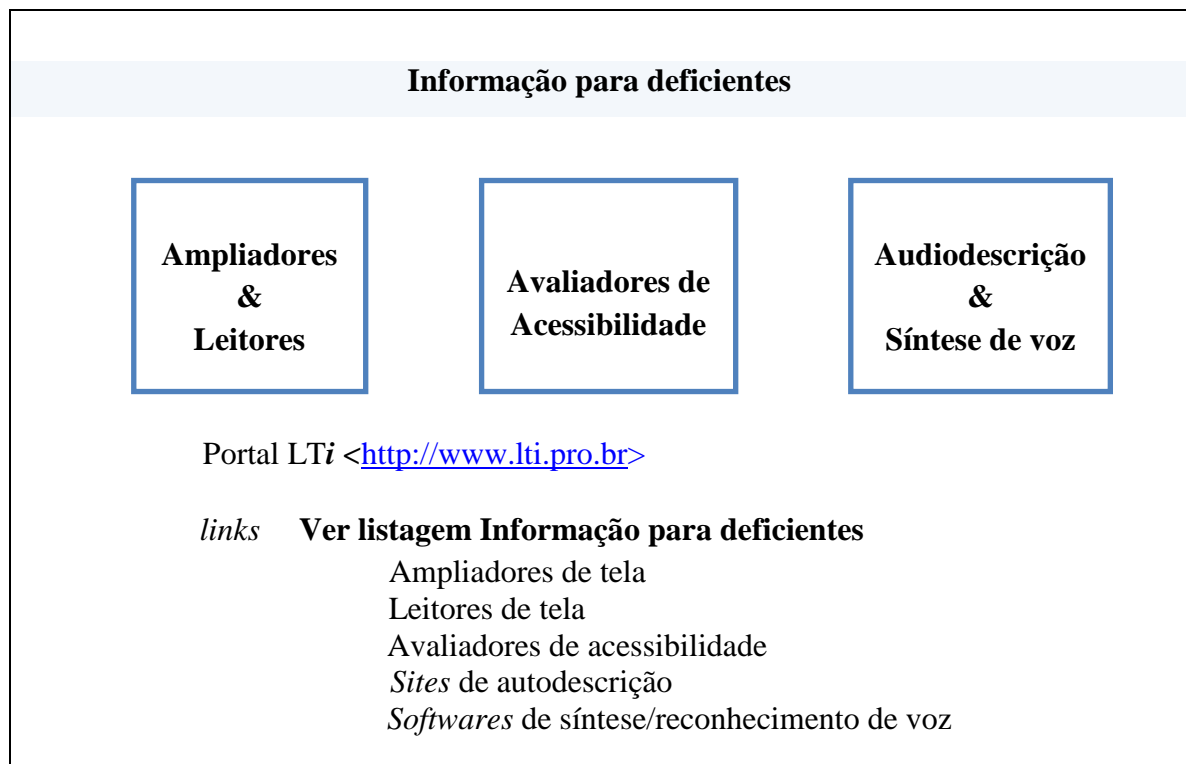 Informação para deficientes
Ampliadores
&
Leitores
Avaliadores de
Acessibilidade
Audiodescrição
&
Síntese de voz
Portal LTi <http://www.lti.pro.br>
links Ver listagem Informação para deficientes
Ampliadores de tela
Leitores de tela
Avaliadores de acessibilidade
Sites de autodescrição
Softwares de síntese/reconhecimento de voz